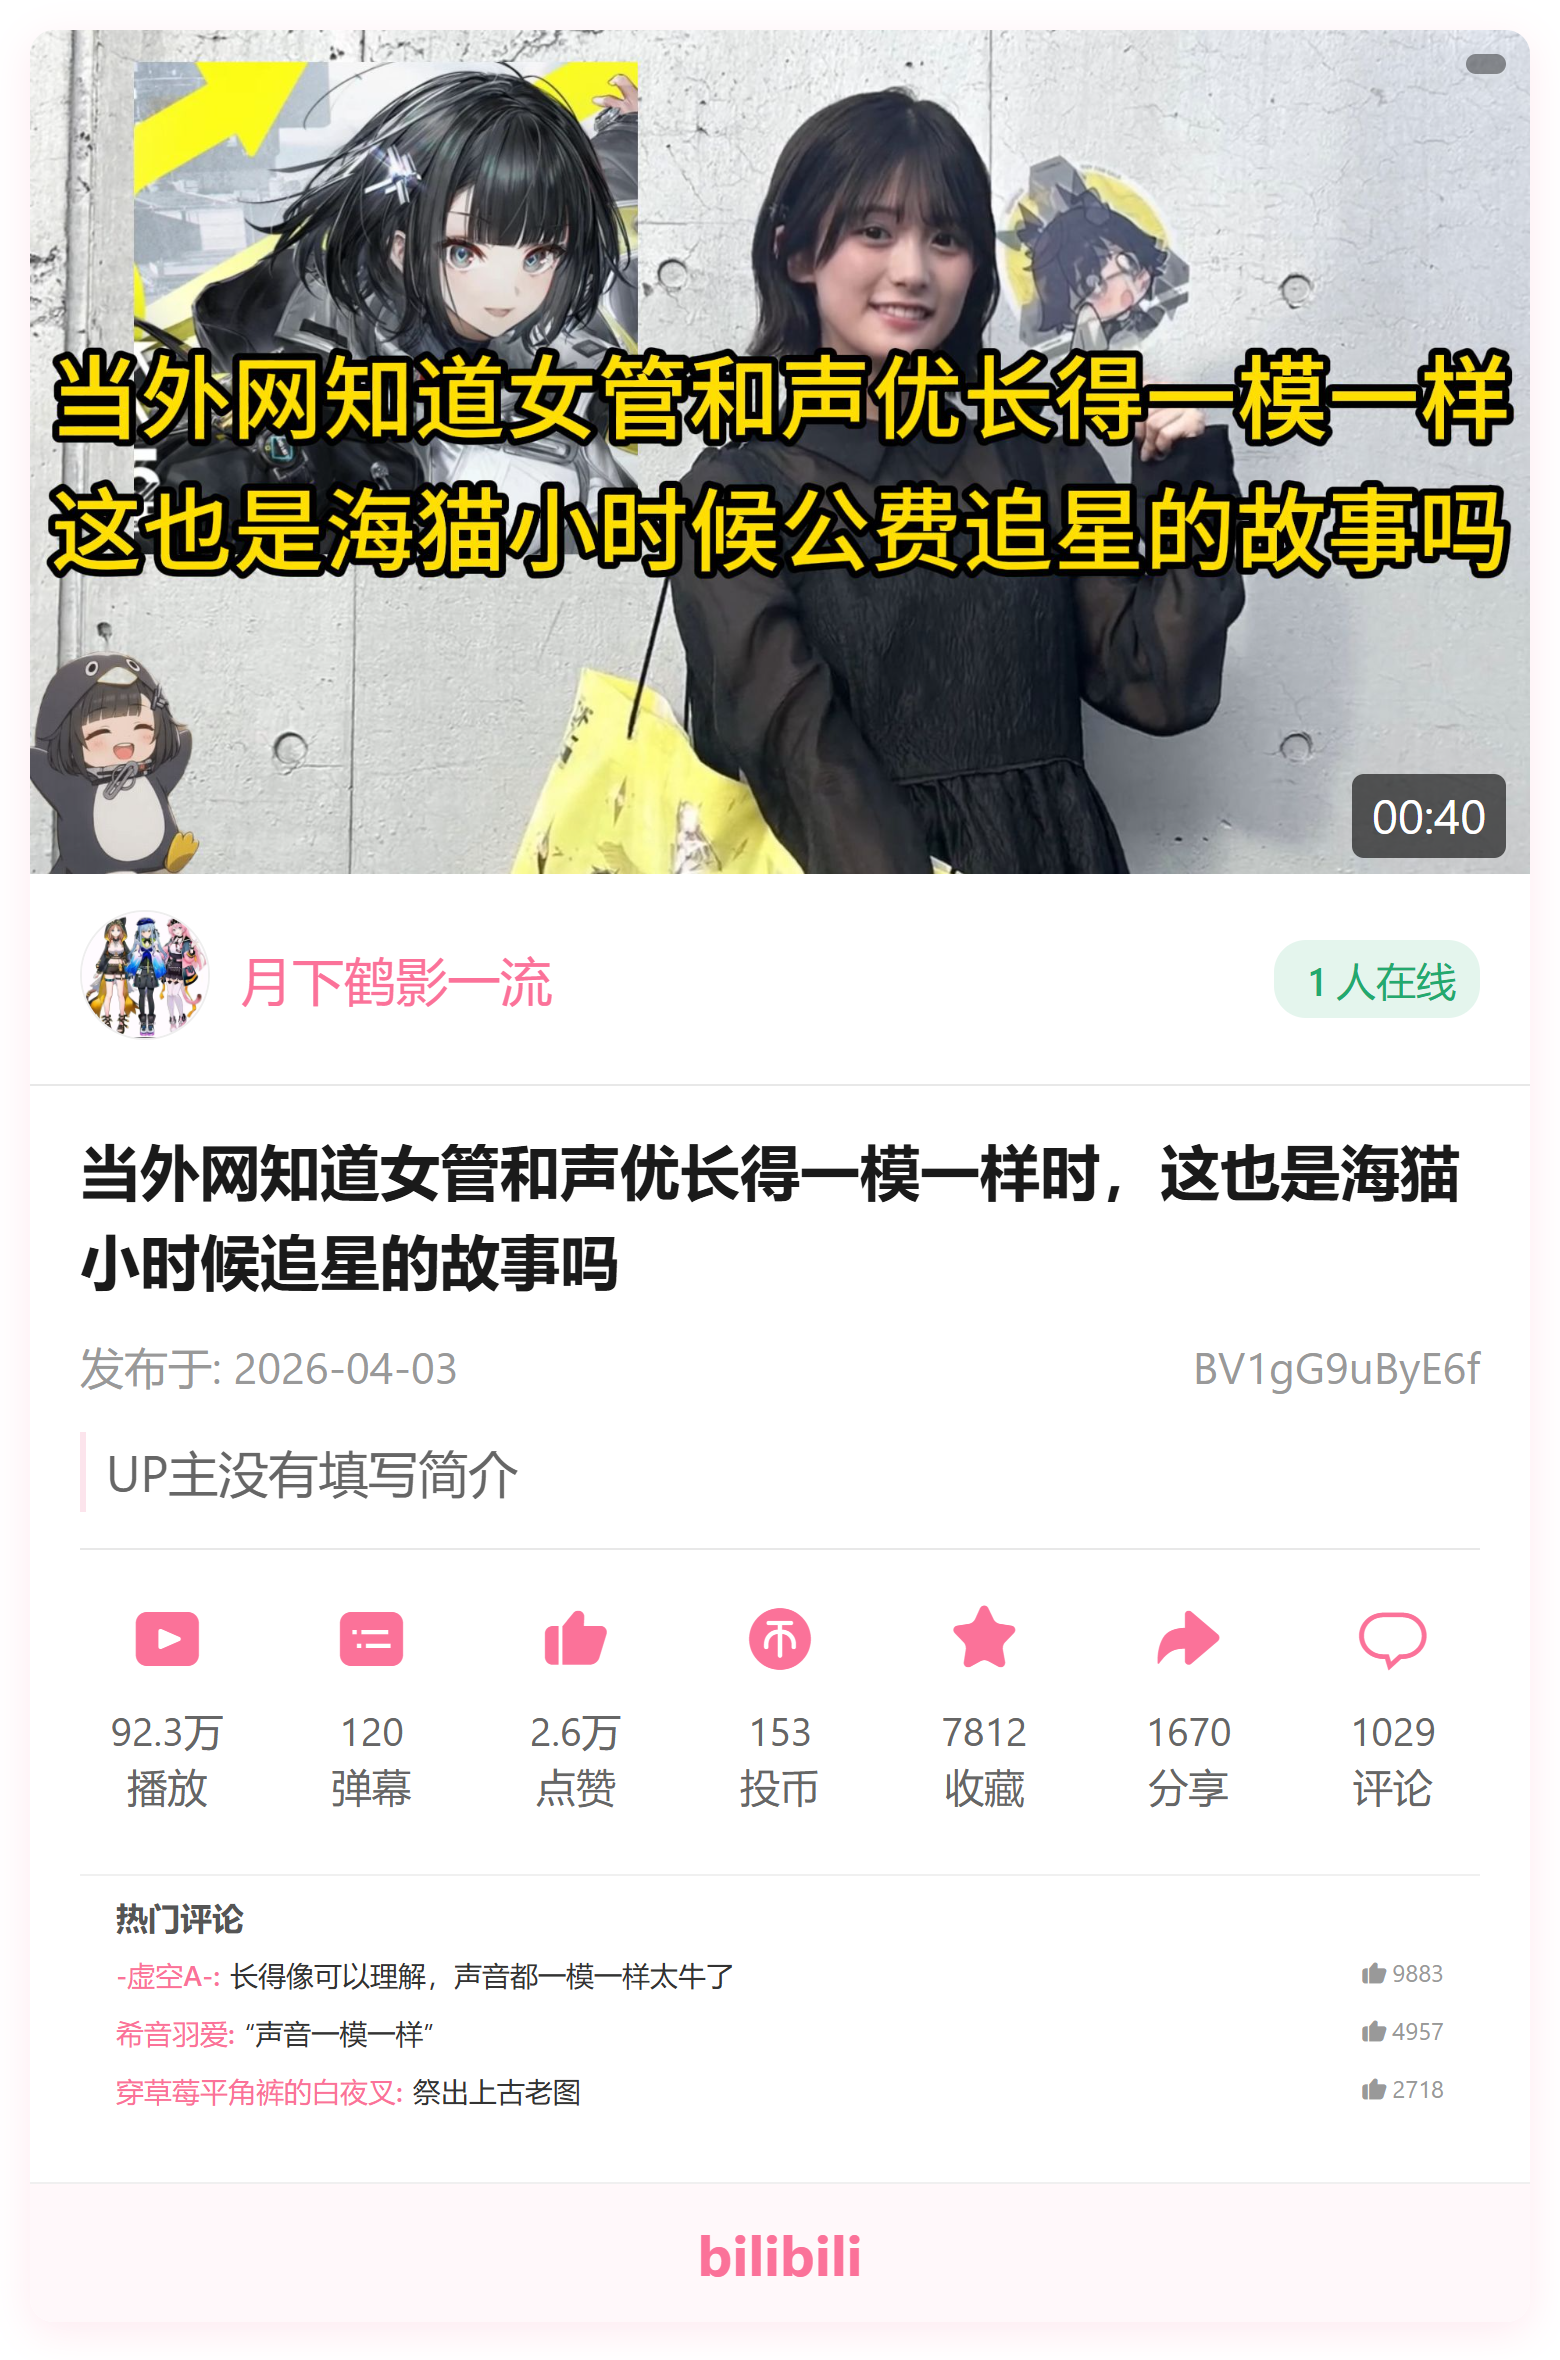 当外网知道女管和声优长得一模一样
这也是海猫小时候公费追星的故事吗
00:40
月下鹤影一流
1 人在线
当外网知道女管和声优长得一模一样时，这也是海猫
小时候追星的故事吗
发布于: 2026-04-03
BV1gG9uByE6f
UP主没有填写简介
92.3万 120 2.6万 153 7812 1670 1029
播放 弹幕 点赞 投币 收藏 分享 评论
热门评论
-虚空A-: 长得像可以理解，声音都一模一样太牛了 9883
希音羽爱: “声音一模一样” 4957
穿草莓平角裤的白夜叉: 祭出上古老图 2718
bilibili